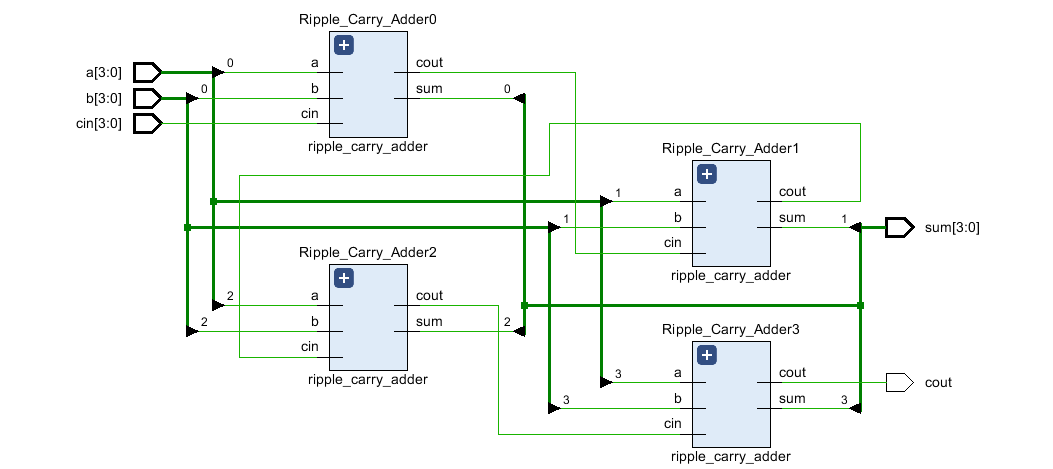 Ripple_Carry_Adder0
a[3:0]
0
a
cout
b[3:0]
0
b
sum
0
cin[3:0]
cin
ripple_carry_adder
Ripple_Carry_Adder1
1
a
cout
1
b
sum
1
sum[3:0]
cin
ripple_carry_adder
Ripple_Carry_Adder2
2
a
cout
2
b
sum
2
cin
ripple_carry_adder
Ripple_Carry_Adder3
3
a
cout
cout
3
b
sum
3
cin
ripple_carry_adder